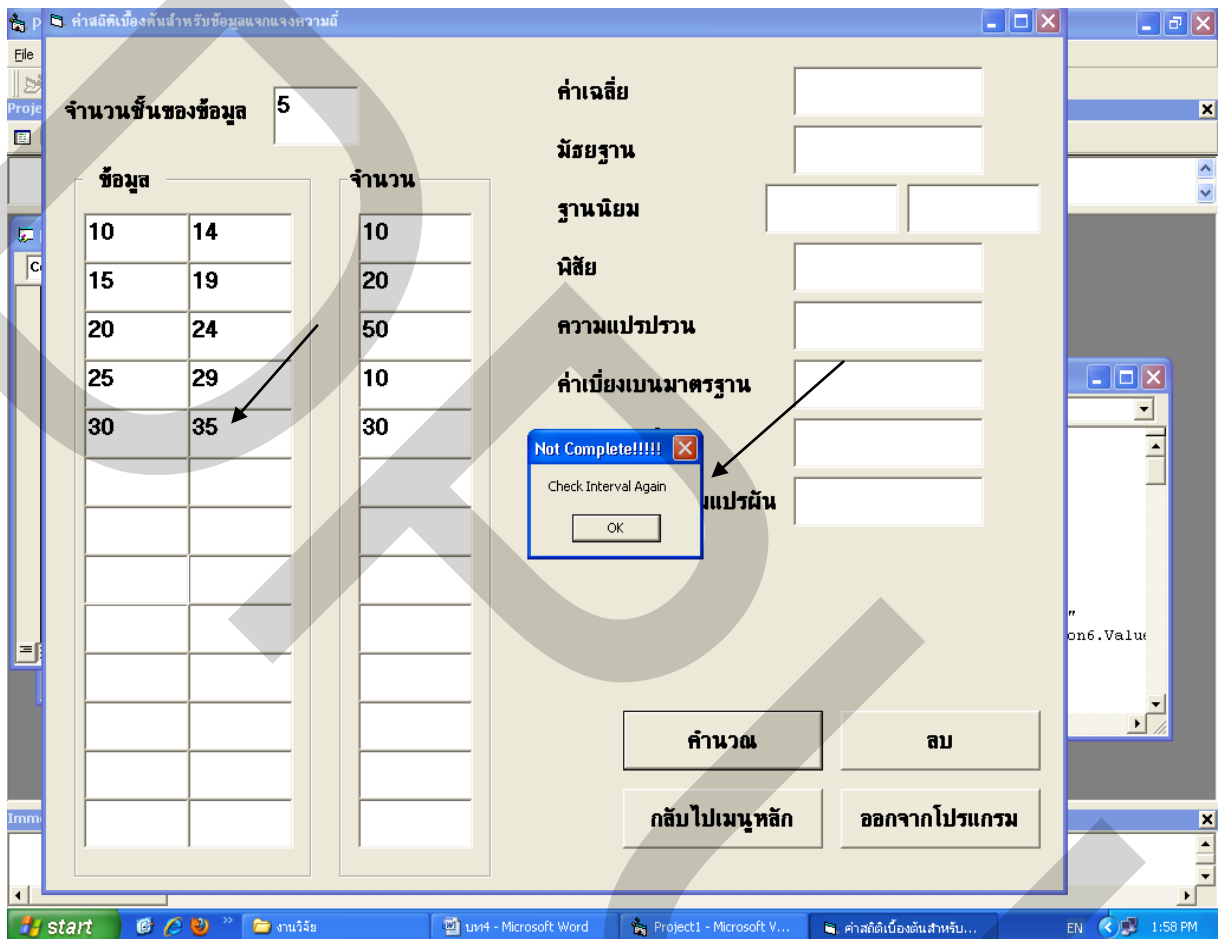 ค่าสถิติเบื้องต้นสำหรับข้อมูลแจกแจงความถี่
File
Proje
จำนวนชั้นของข้อมูล 5
ข้อมูล จำนวน
10 14 10
15 19 20
20 24 50
25 29 10
30 35 30
ค่าเฉลี่ย
มัธยฐาน
ฐานนิยม
พิสัย
ความแปรปรวน
ค่าเบี่ยงเบนมาตรฐาน
มแปรผัน
Not Complete!!!!!
Check Interval Again
OK
"
on6.Value
คำนวณ ลบ
กลับไปเมนูหลัก ออกจากโปรแกรม
Imm
start งานวิจัย บท4 - Microsoft Word Project1 - Microsoft V... ค่าสถิติเบื้องต้นสำหรับ... EN 1:58 PM